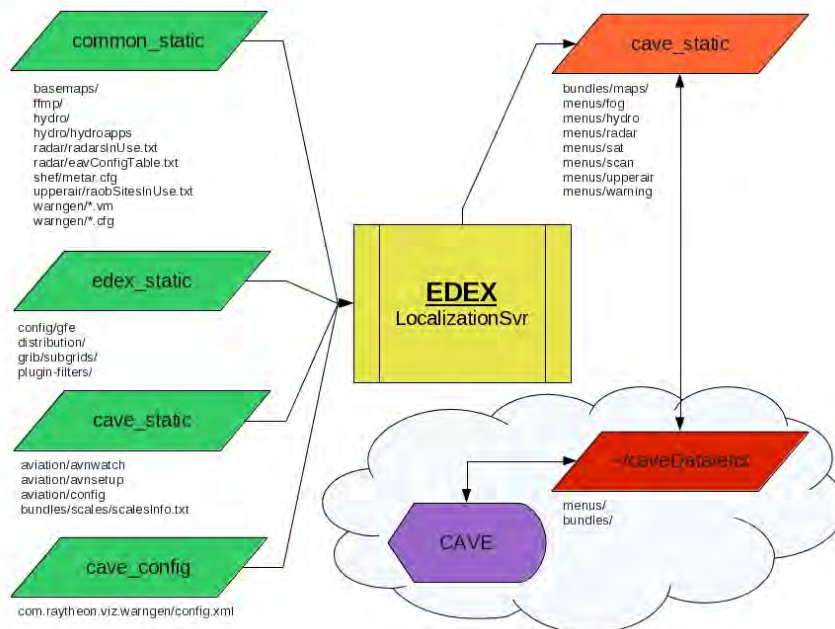 common_static
basemaps/
ffmp/
hydro/
hydro/hydroapps
radar/radarsInUse.txt
radar/eavConfigTable.txt
shef/metar.cfg
upperair/raobSitesInUse.txt
warngen/*.vm
warngen/*.cfg
edex_static
config/gfe
distribution/
grib/subgrids/
plugin-filters/
cave_static
aviation/avnwatch
aviation/avnsetup
aviation/config
bundles/scales/scalesInfo.txt
cave_config
com.raytheon.viz.warngen/config.xml
EDEX
LocalizationSvr
cave_static
bundles/maps/
menus/fog
menus/hydro
menus/radar
menus/sat
menus/scan
menus/upperair
menus/warning
~/caveData/etc
menus/
bundles/
CAVE